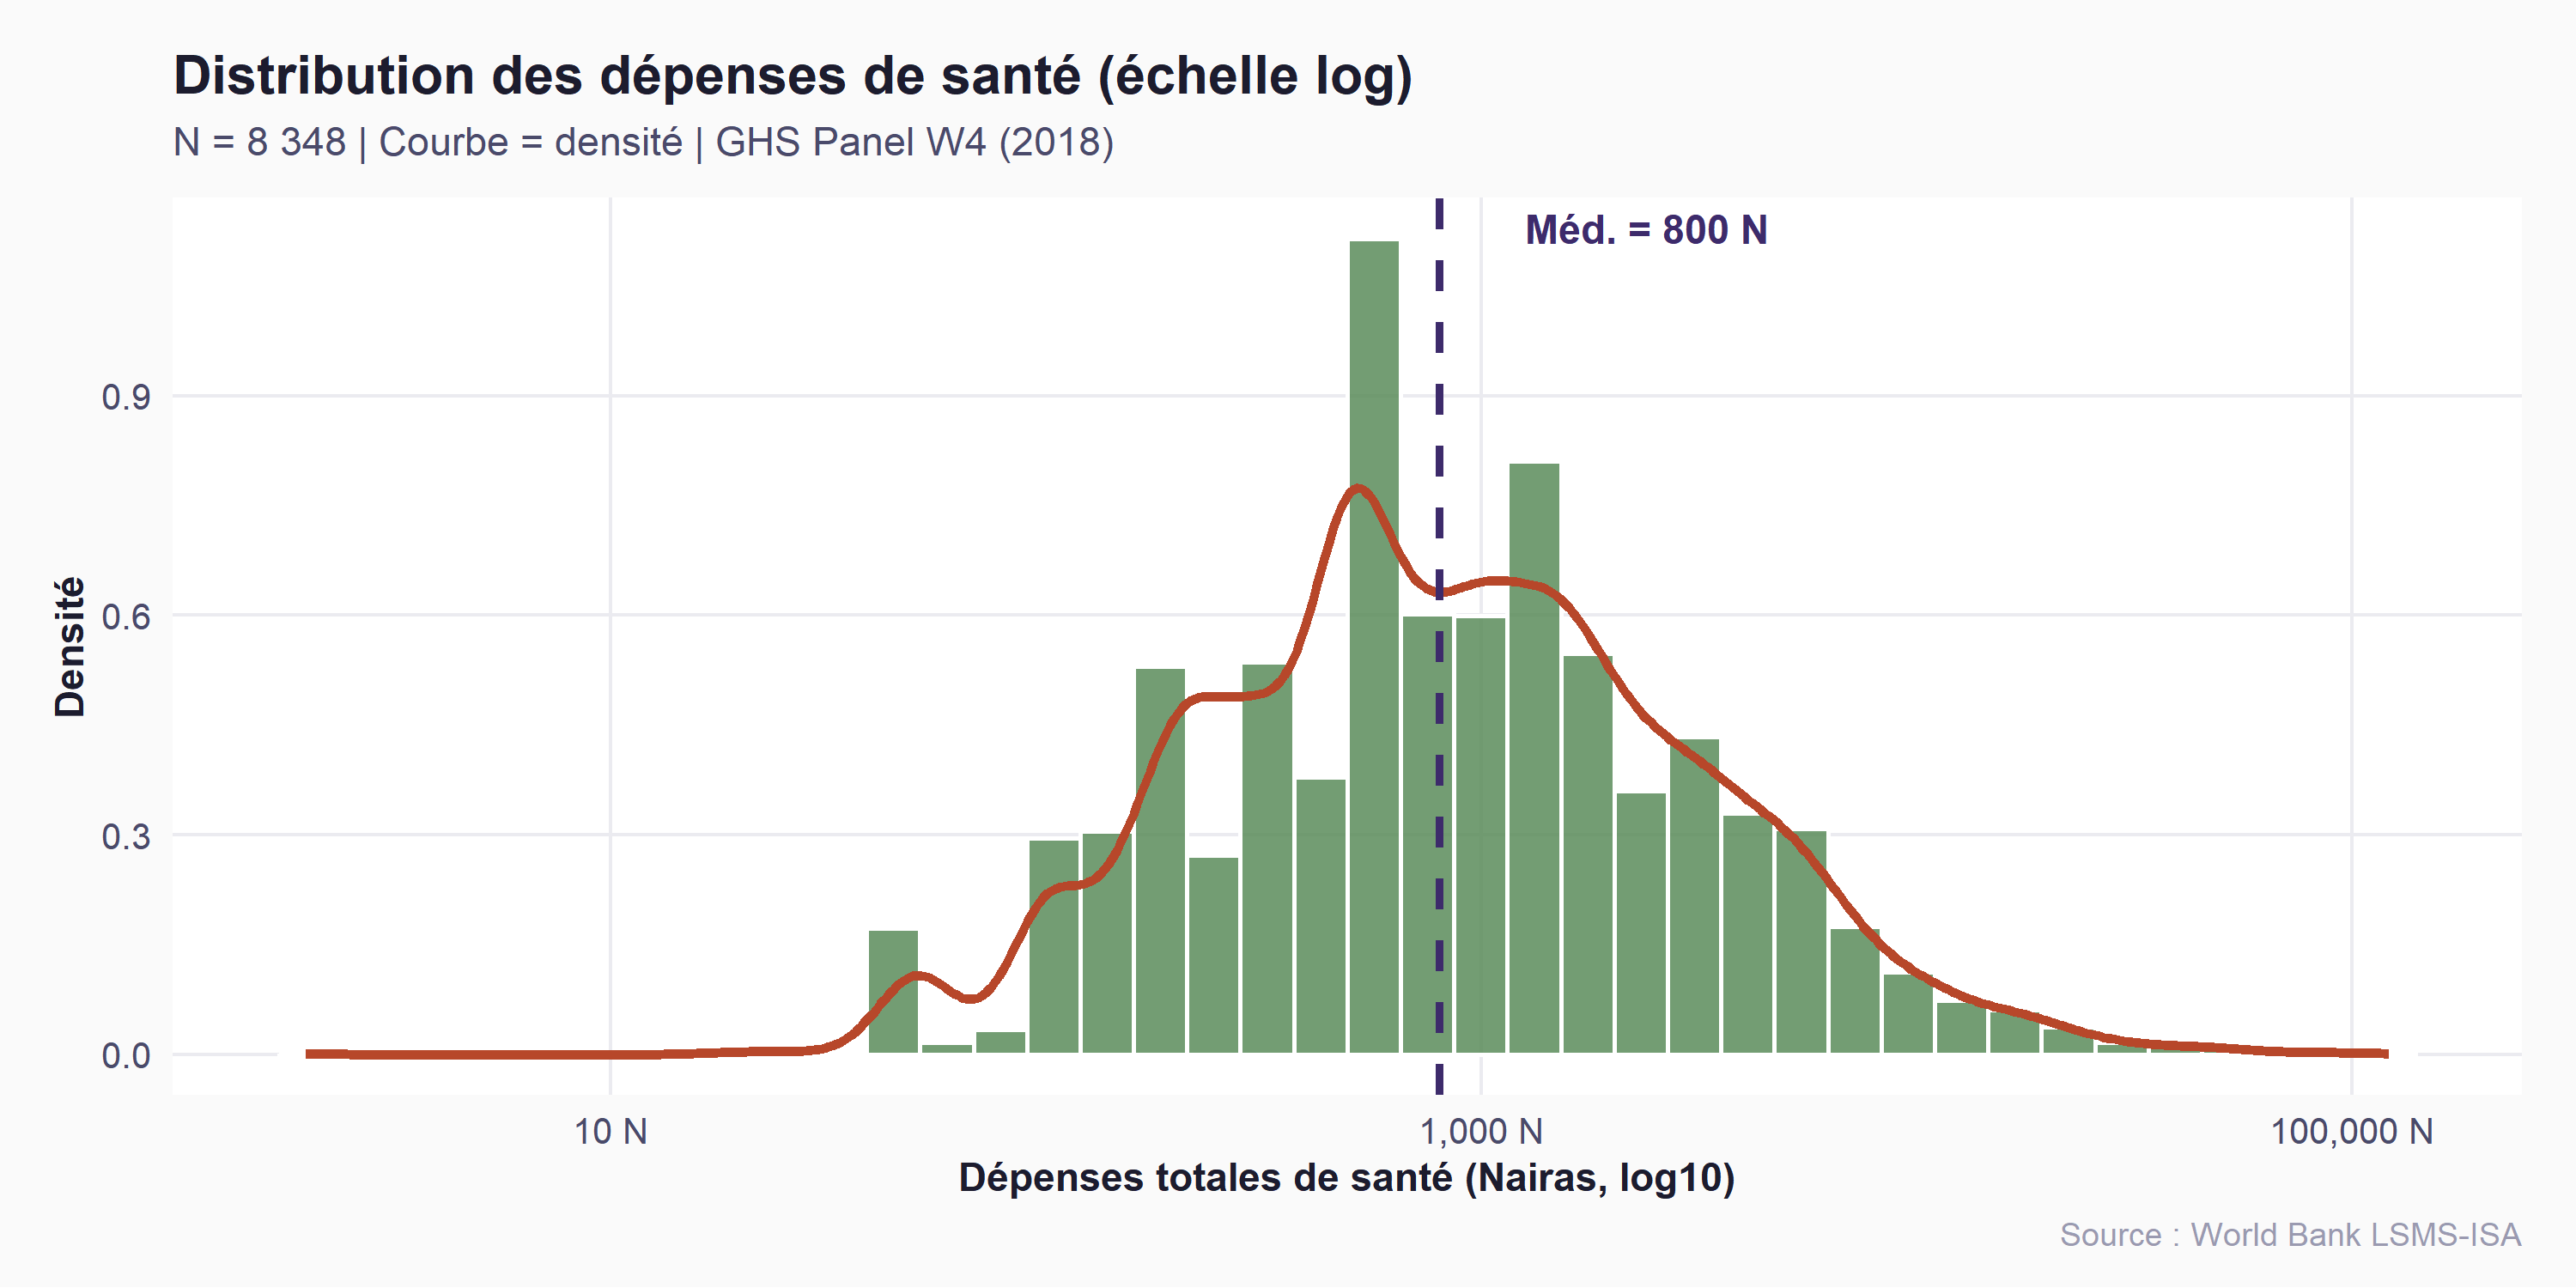 Distribution des dépenses de santé (échelle log)
N = 8 348 | Courbe = densité | GHS Panel W4 (2018)
Méd. = 800 N
Densité
0.9
0.6
0.3
0.0
10 N
1,000 N
100,000 N
Dépenses totales de santé (Nairas, log10)
Source : World Bank LSMS-ISA